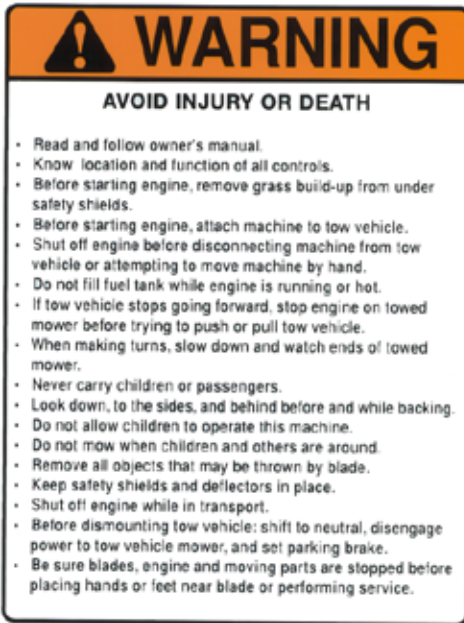 WARNING
AVOID INJURY OR DEATH
• Read and follow owner's manual.
• Know location and function of all controls.
• Before starting engine, remove grass build-up from under
safety shields.
• Before starting engine, attach machine to tow vehicle.
• Shut off engine before disconnecting machine from tow
vehicle or attempting to move machine by hand.
• Do not fill fuel tank while engine is running or hot.
• If tow vehicle stops going forward, stop engine on towed
mower before trying to push or pull tow vehicle.
• When making turns, slow down and watch ends of towed
mower.
• Never carry children or passengers.
• Look down, to the sides, and behind before and while backing.
• Do not allow children to operate this machine.
• Do not mow when children and others are around.
• Remove all objects that may be thrown by blade.
• Keep safety shields and deflectors in place.
• Shut off engine while in transport.
• Before dismounting tow vehicle: shift to neutral, disengage
power to tow vehicle mower, and set parking brake.
• Be sure blades, engine and moving parts are stopped before
placing hands or feet near blade or performing service.